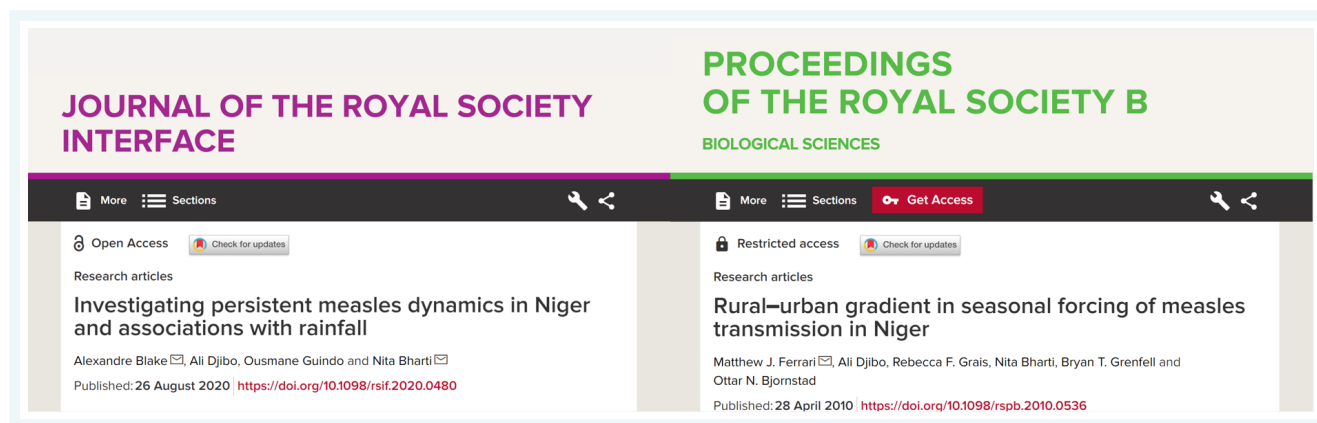 JOURNAL OF THE ROYAL SOCIETY
INTERFACE
More
Sections
Open Access
Check for updates
Research articles
Investigating persistent measles dynamics in Niger
and associations with rainfall
Alexandre Blake, Ali Djibo, Ousmane Guindo and Nita Bharti
Published: 26 August 2020
https://doi.org/10.1098/rsif.2020.0480
PROCEEDINGS
OF THE ROYAL SOCIETY B
BIOLOGICAL SCIENCES
More
Sections
Get Access
Restricted access
Check for updates
Research articles
Rural–urban gradient in seasonal forcing of measles
transmission in Niger
Matthew J. Ferrari, Ali Djibo, Rebecca F. Grais, Nita Bharti, Bryan T. Grenfell and
Ottar N. Bjornstad
Published: 28 April 2010
https://doi.org/10.1098/rspb.2010.0536